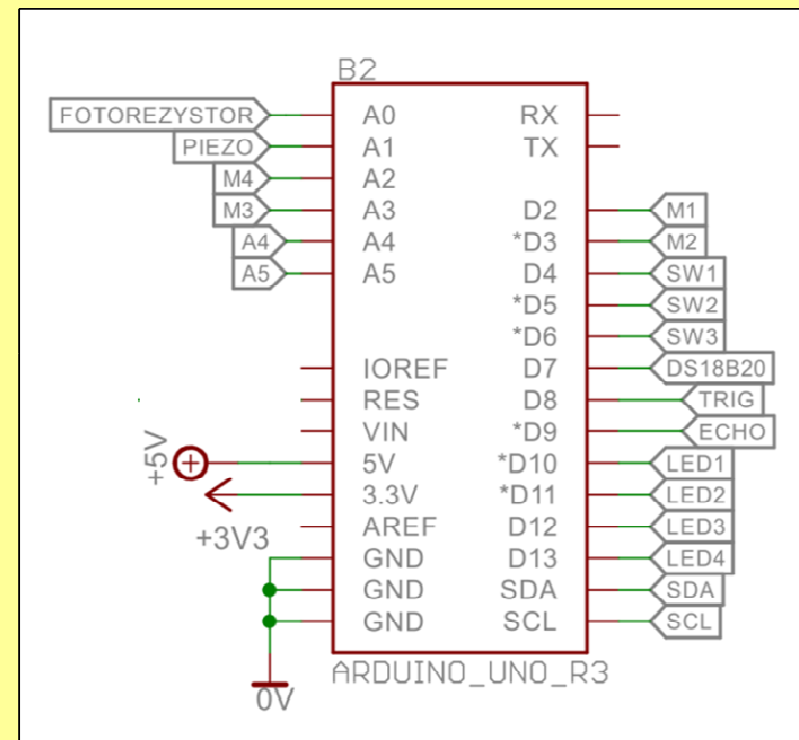 B2
FOTOREZYSTOR A0 RX
PIEZO A1 TX
M4 A2
M3 A3 D2 M1
A4 A4 *D3 M2
A5 A5 D4 SW1
*D5 SW2
*D6 SW3
IOREF D7 DS18B20
RES D8 TRIG
VIN *D9 ECHO
+5V 5V *D10 LED1
3.3V *D11 LED2
+3V3 AREF D12 LED3
GND D13 LED4
GND SDA SDA
GND SCL SCL
ARDUINO_UNO_R3
0V